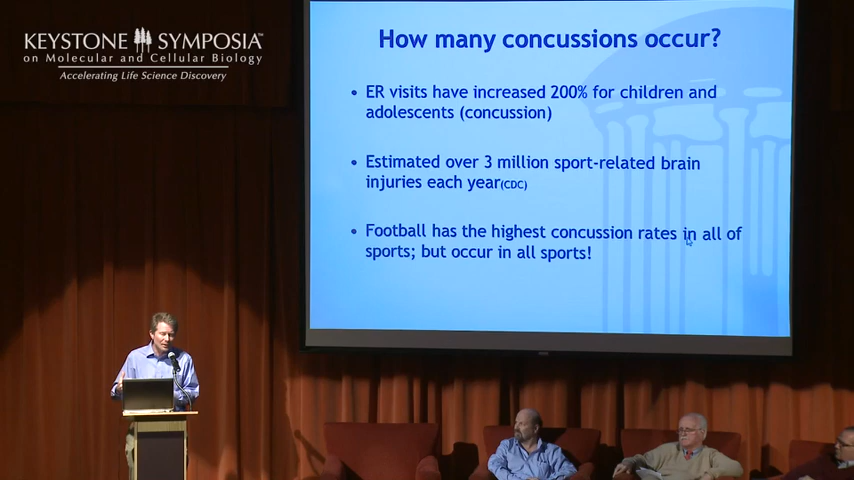 KEYSTONE SYMPOSIA™
on Molecular and Cellular Biology
Accelerating Life Science Discovery
How many concussions occur?
• ER visits have increased 200% for children and
adolescents (concussion)
• Estimated over 3 million sport-related brain
injuries each year(CDC)
• Football has the highest concussion rates in all of
sports; but occur in all sports!